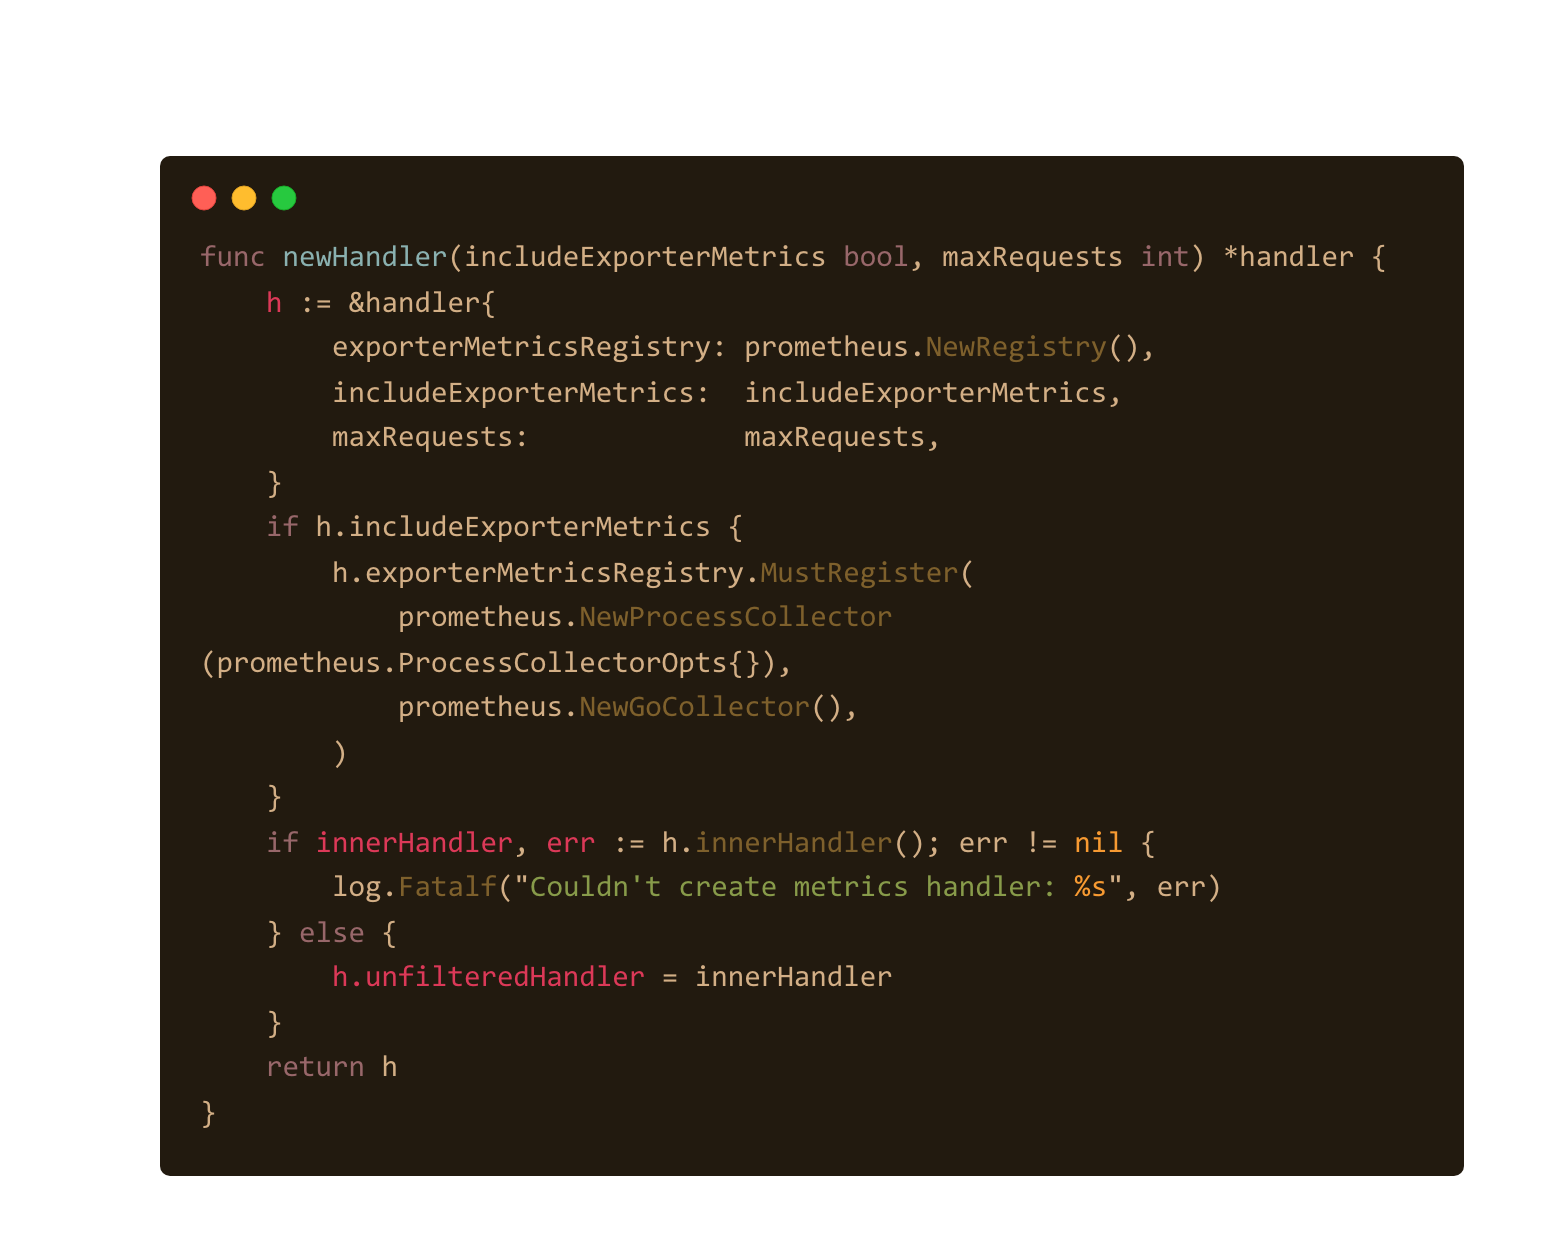 func newHandler(includeExporterMetrics bool, maxRequests int) *handler {
    h := &handler{
        exporterMetricsRegistry: prometheus.NewRegistry(),
        includeExporterMetrics:  includeExporterMetrics,
        maxRequests:             maxRequests,
    }
    if h.includeExporterMetrics {
        h.exporterMetricsRegistry.MustRegister(
            prometheus.NewProcessCollector
(prometheus.ProcessCollectorOpts{}),
            prometheus.NewGoCollector(),
        )
    }
    if innerHandler, err := h.innerHandler(); err != nil {
        log.Fatalf("Couldn't create metrics handler: %s", err)
    } else {
        h.unfilteredHandler = innerHandler
    }
    return h
}